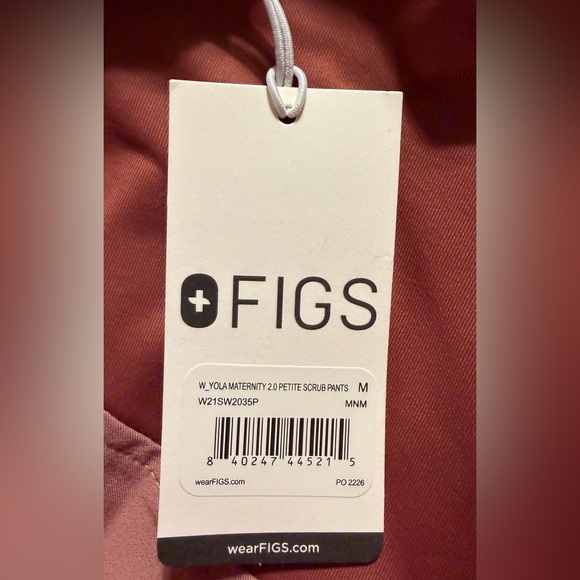 FIGS
W_YOLA MATERNITY 2.0 PETITE SCRUB PANTS M
W21SW2035P MNM
8 40247 44521 5
wearFIGS.com PO 2226
wearFIGS.com